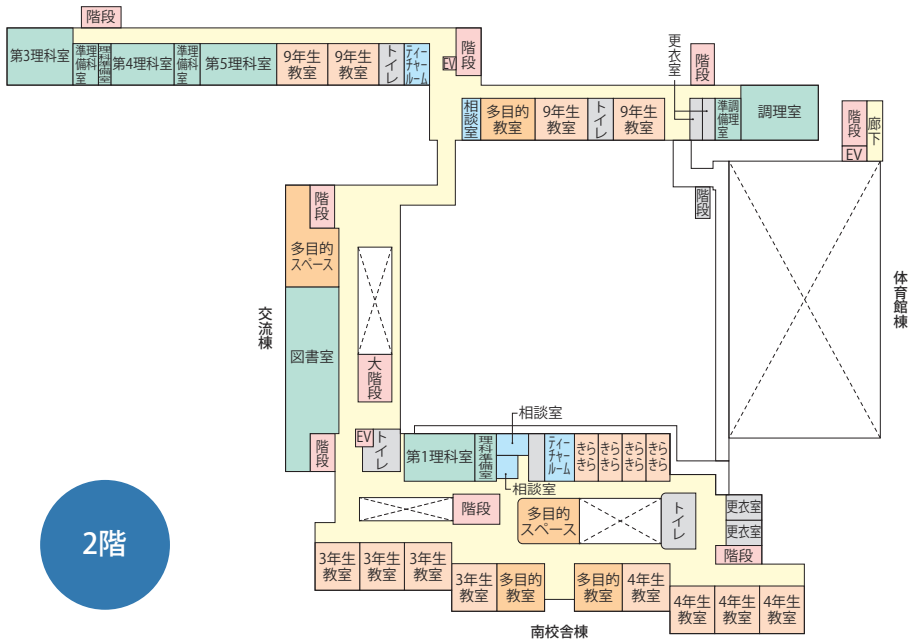 階段
第3理科室
理科
準備室
理科準備室
第4理科室
理科
準備室
第5理科室
9年生
教室
9年生
教室
トイレ
ティー
チャー
ルーム
EV
階段
更衣室
階段
相談室
多目的
教室
9年生
教室
トイレ
9年生
教室
調理
準備室
調理室
階段
EV
廊下
階段
階段
多目的
スペース
体育館棟
交流棟
図書室
大階段
相談室
EV
トイレ
階段
第1理科室
理科準備室
ティー
チャー
ルーム
きらきら
きらきら
きらきら
きらきら
相談室
階段
多目的
スペース
トイレ
更衣室
更衣室
階段
2階
3年生
教室
3年生
教室
3年生
教室
3年生
教室
多目的
教室
多目的
教室
4年生
教室
4年生
教室
4年生
教室
4年生
教室
南校舎棟